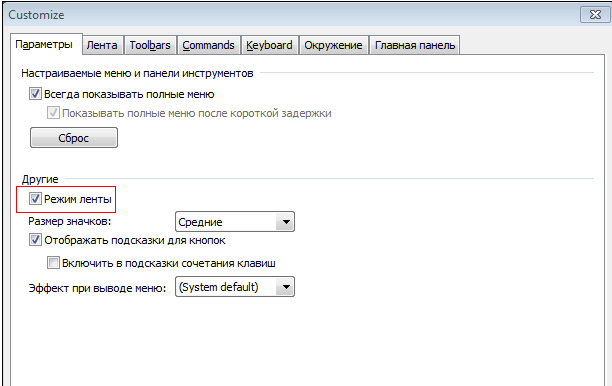 Customize
Параметры Лента Toolbars Commands Keyboard Окружение Главная панель
Настраиваемые меню и панели инструментов
Всегда показывать полные меню
Показывать полные меню после короткой задержки
Сброс
Другие
Режим ленты
Размер значков: Средние
Отображать подсказки для кнопок
Включить в подсказки сочетания клавиш
Эффект при выводе меню: (System default)